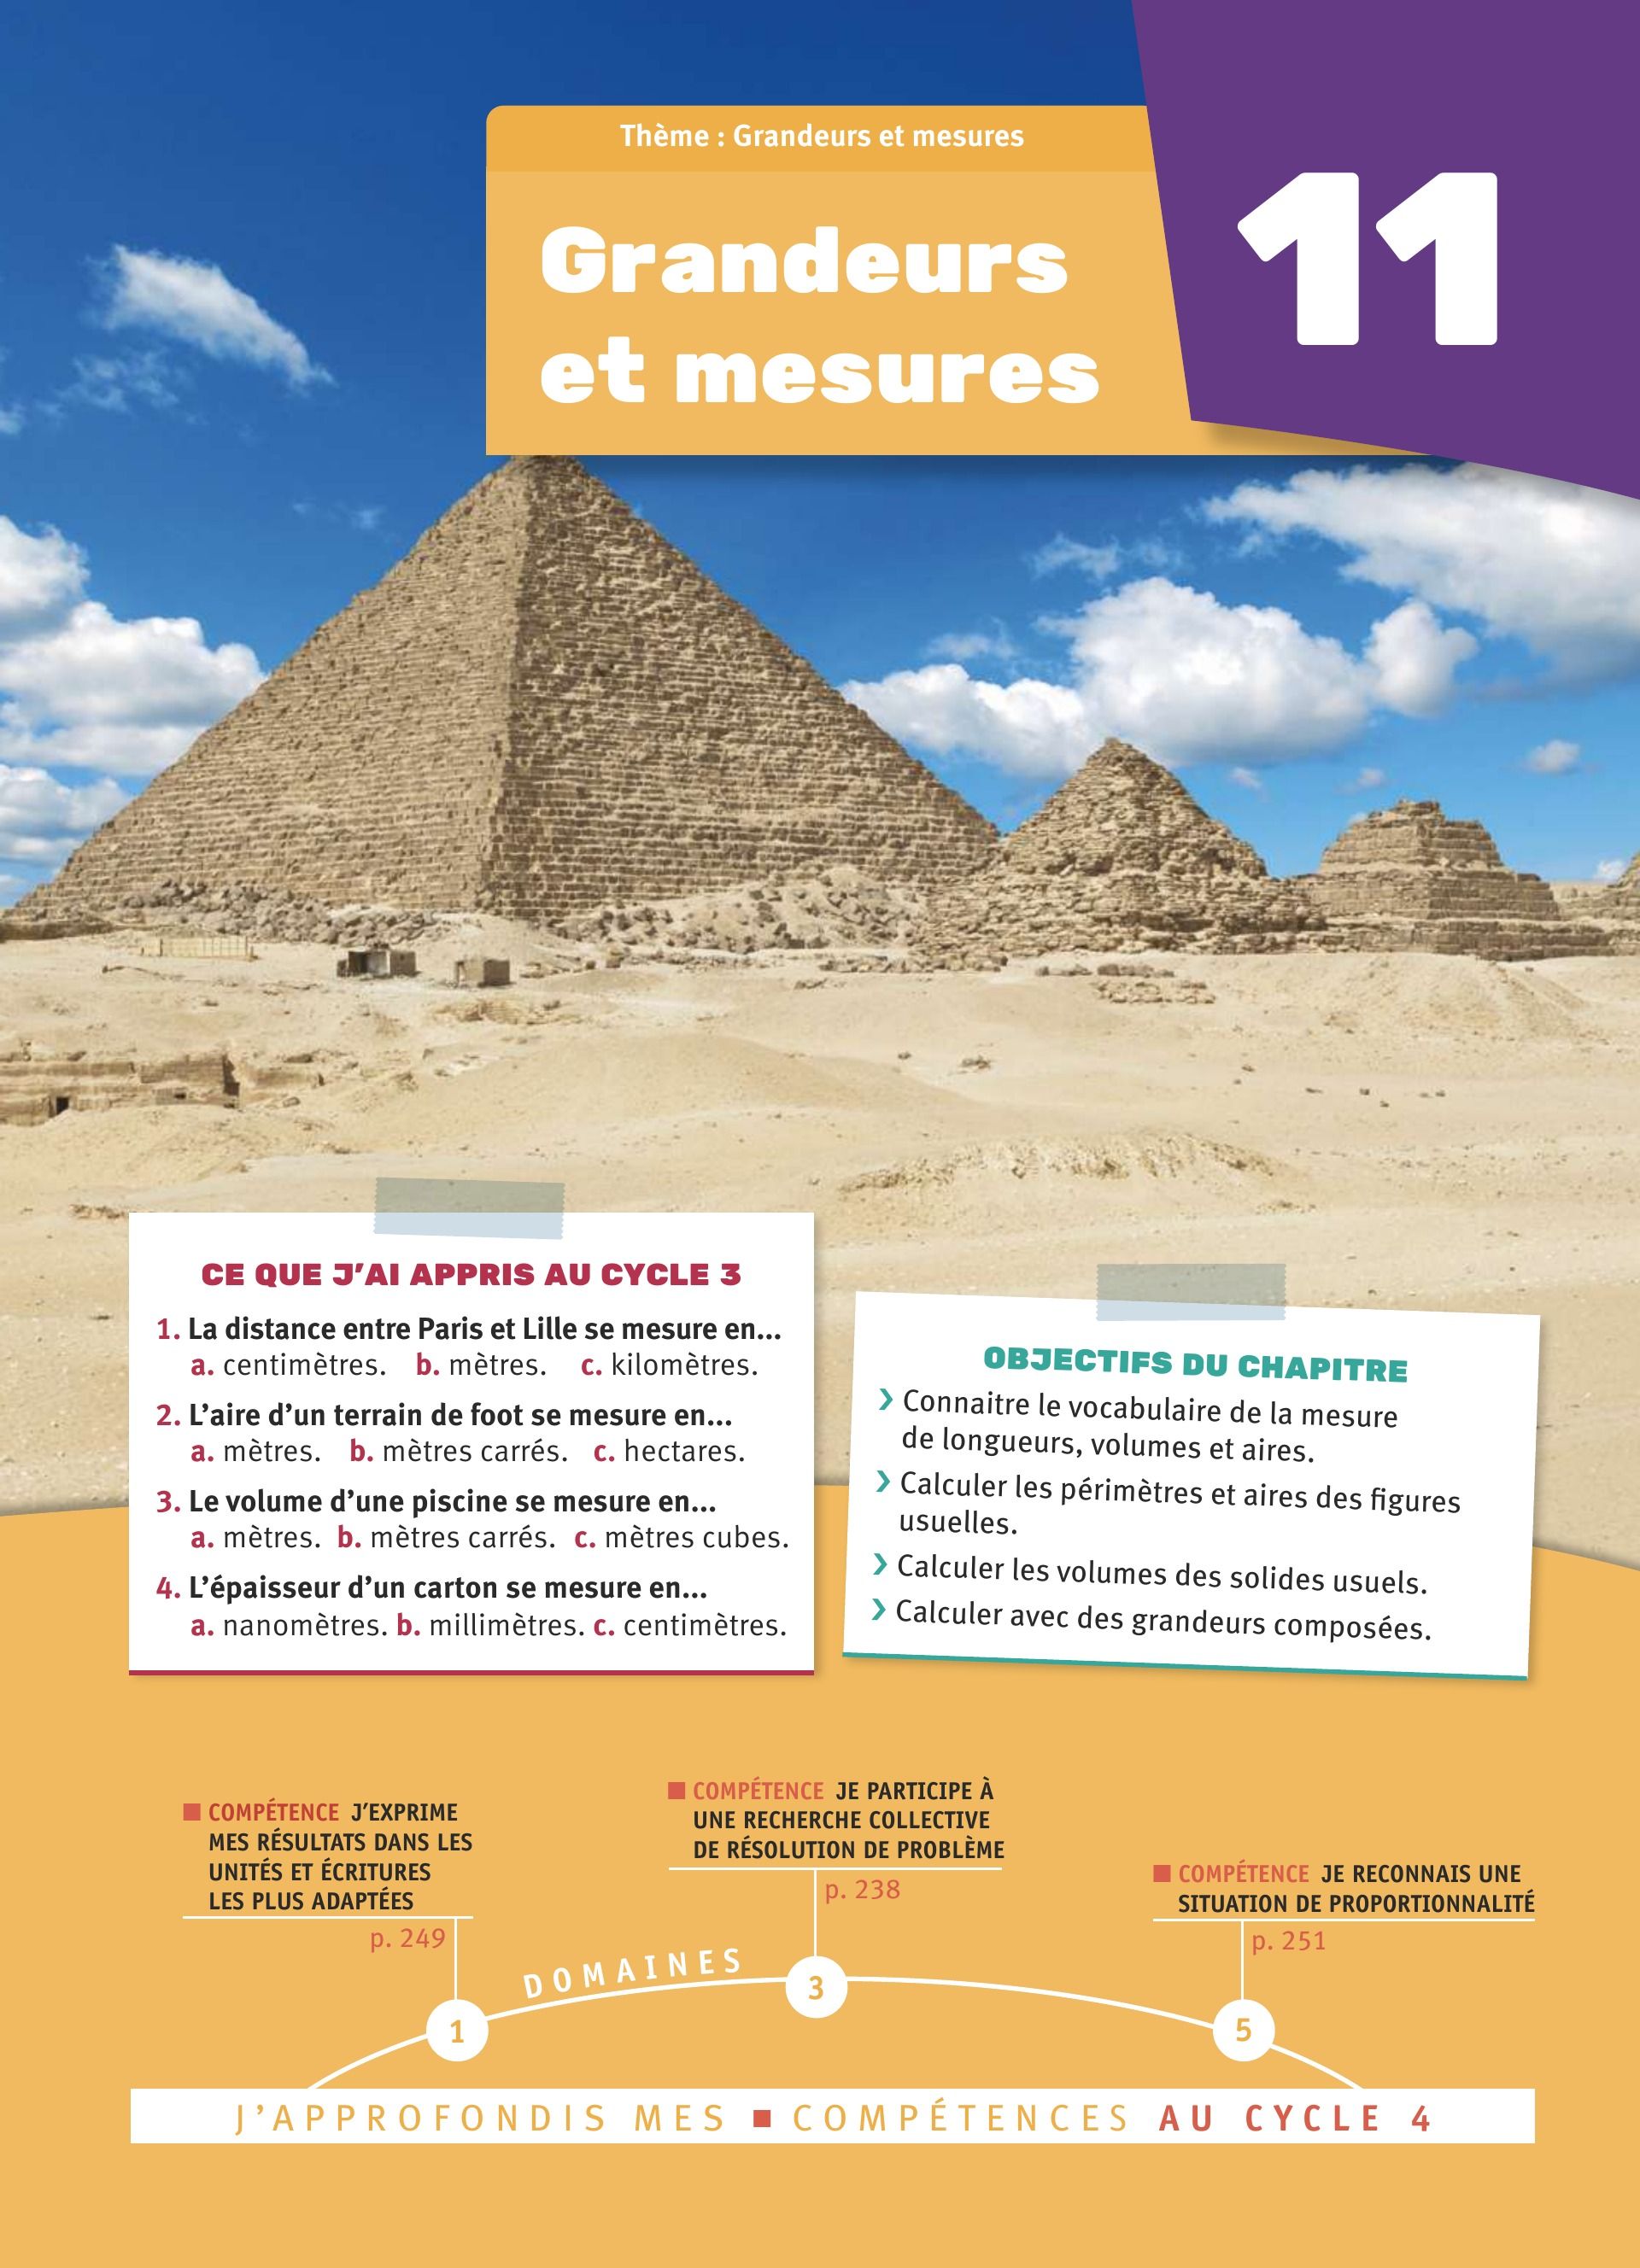 Thème : Grandeurs et mesures
11
Grandeurs
et mesures
CE QUE J’AI APPRIS AU CYCLE 3
1. La distance entre Paris et Lille se mesure en...
a. centimètres. b. mètres. c. kilomètres.
2. L’aire d’un terrain de foot se mesure en...
a. mètres. b. mètres carrés. c. hectares.
3. Le volume d’une piscine se mesure en...
a. mètres. b. mètres carrés. c. mètres cubes.
4. L’épaisseur d’un carton se mesure en...
a. nanomètres. b. millimètres. c. centimètres.
OBJECTIFS DU CHAPITRE
› Connaitre le vocabulaire de la mesure
de longueurs, volumes et aires.
› Calculer les périmètres et aires des figures
usuelles.
› Calculer les volumes des solides usuels.
› Calculer avec des grandeurs composées.
■ COMPÉTENCE J’EXPRIME
MES RÉSULTATS DANS LES
UNITÉS ET ÉCRITURES
LES PLUS ADAPTÉES
p. 249
■ COMPÉTENCE JE PARTICIPE À
UNE RECHERCHE COLLECTIVE
DE RÉSOLUTION DE PROBLÈME
p. 238
■ COMPÉTENCE JE RECONNAIS UNE
SITUATION DE PROPORTIONNALITÉ
p. 251
DOMAINES
1
3
5
J’APPROFONDIS MES ■ COMPÉTENCES AU CYCLE 4